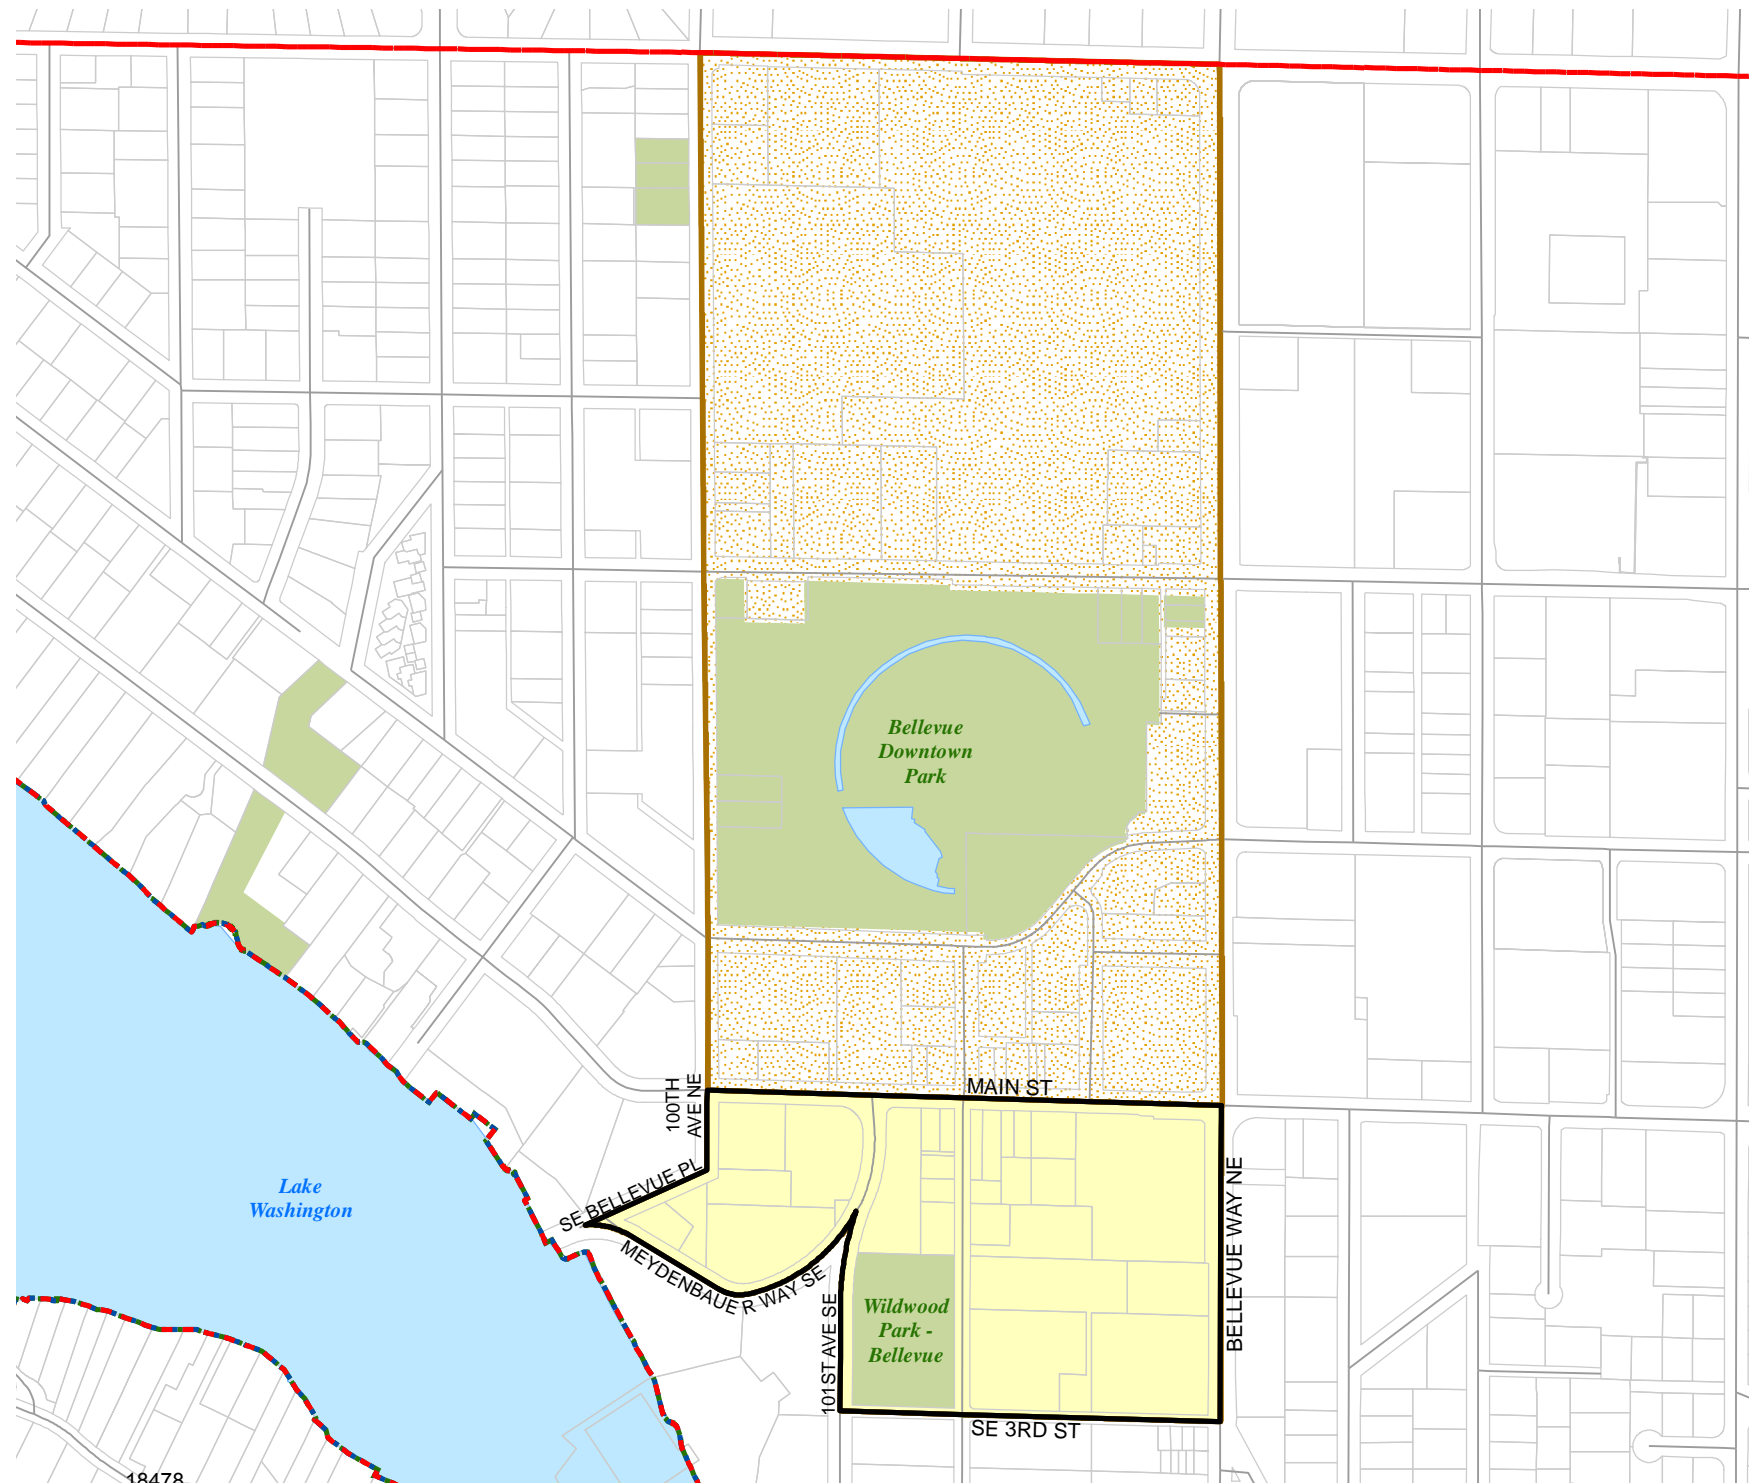 Bellevue
Downtown
Park
MAIN ST
100TH
AVE NE
SE BELLEVUE PL
MEYDENBAUE R WAY SE
Lake
Washington
BELLEVUE WAY NE
101ST AVE SE
Wildwood
Park -
Bellevue
SE 3RD ST
18478